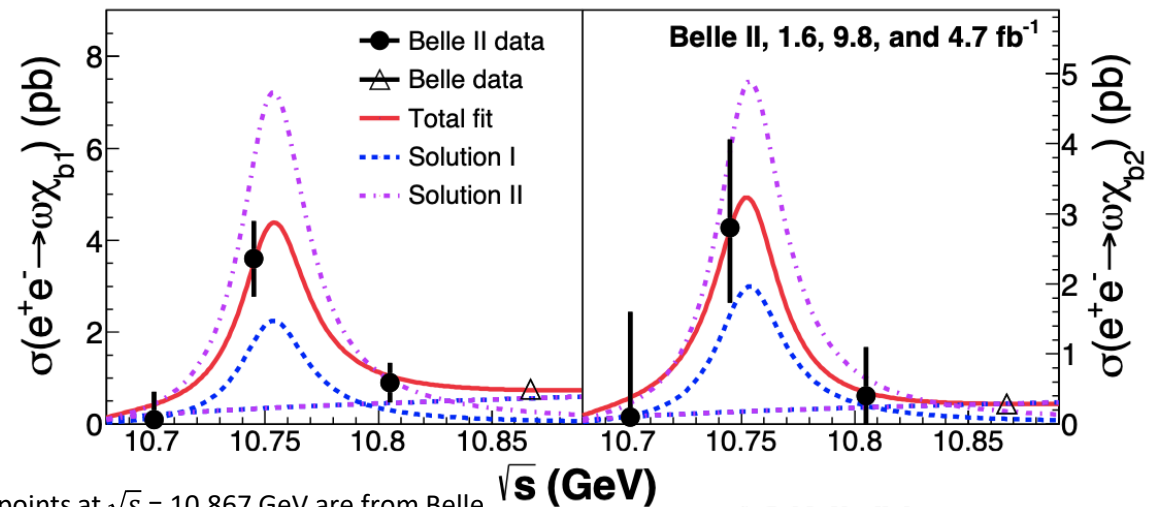 σ(e⁺e⁻→ωχ_b1) (pb)
8
6
4
2
0
Belle II data
Belle data
Total fit
Solution I
Solution II
Belle II, 1.6, 9.8, and 4.7 fb⁻¹
5
4
3
2
1
0
σ(e⁺e⁻→ωχ_b2) (pb)
10.7 10.75 10.8 10.85 10.7 10.75 10.8 10.85
√s (GeV)
points at √s = 10.867 GeV are from Belle